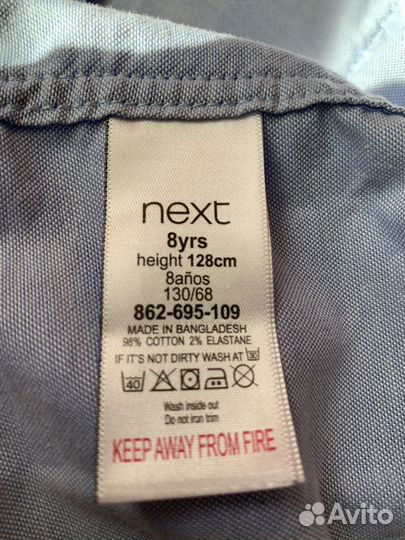 next
8yrs
height 128cm
8años
130/68
862-695-109
MADE IN BANGLADESH
98% COTTON 2% ELASTANE
IF IT'S NOT DIRTY WASH AT 30
40
Wash inside out
Do not iron trim
KEEP AWAY FROM FIRE
Avito